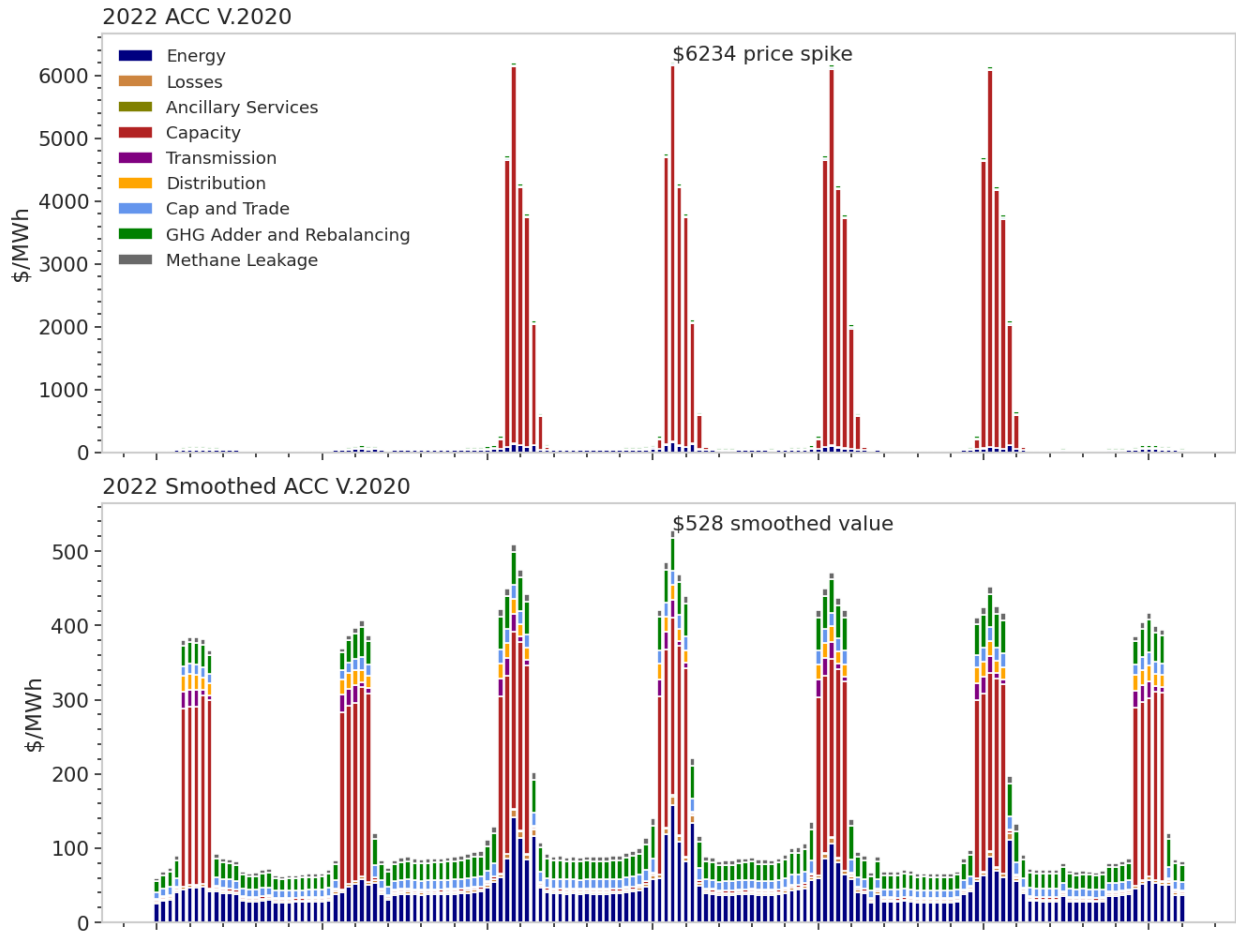 2022 ACC V.2020
$6234 price spike
Energy
Losses
Ancillary Services
Capacity
Transmission
Distribution
Cap and Trade
GHG Adder and Rebalancing
Methane Leakage
$/MWh
6000
5000
4000
3000
2000
1000
0
2022 Smoothed ACC V.2020
$528 smoothed value
$/MWh
500
400
300
200
100
0